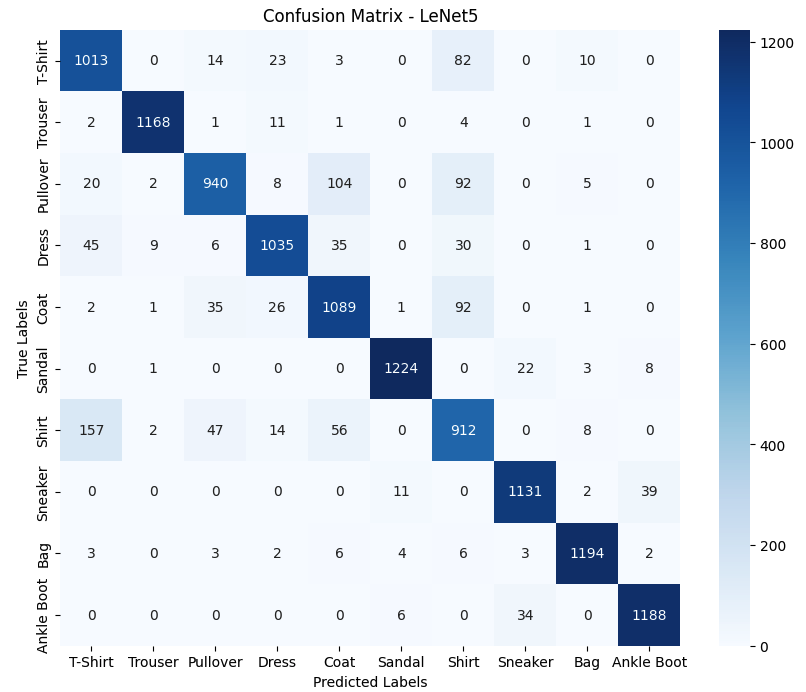 Confusion Matrix - LeNet5
True Labels
T-Shirt 1013 0 14 23 3 0 82 0 10 0
Trouser 2 1168 1 11 1 0 4 0 1 0
Pullover 20 2 940 8 104 0 92 0 5 0
Dress 45 9 6 1035 35 0 30 0 1 0
Coat 2 1 35 26 1089 1 92 0 1 0
Sandal 0 1 0 0 0 1224 0 22 3 8
Shirt 157 2 47 14 56 0 912 0 8 0
Sneaker 0 0 0 0 0 11 0 1131 2 39
Bag 3 0 3 2 6 4 6 3 1194 2
Ankle Boot 0 0 0 0 0 6 0 34 0 1188
T-Shirt Trouser Pullover Dress Coat Sandal Shirt Sneaker Bag Ankle Boot
Predicted Labels
1200
1000
800
600
400
200
0